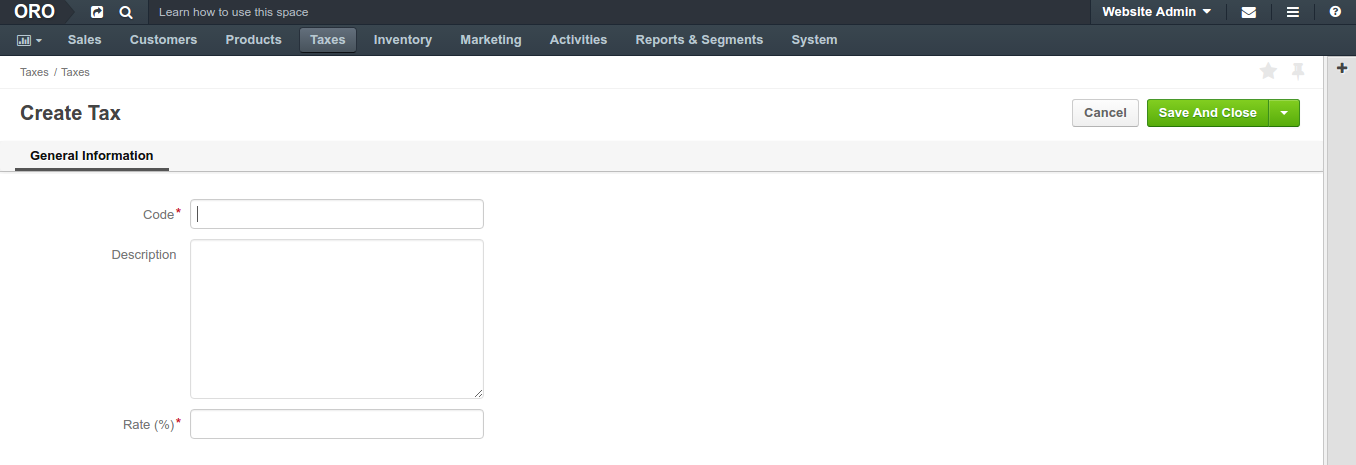 ORO Learn how to use this space Website Admin
Sales Customers Products Taxes Inventory Marketing Activities Reports & Segments System
Taxes / Taxes
Create Tax Cancel Save And Close
General Information
Code*
Description
Rate (%)*